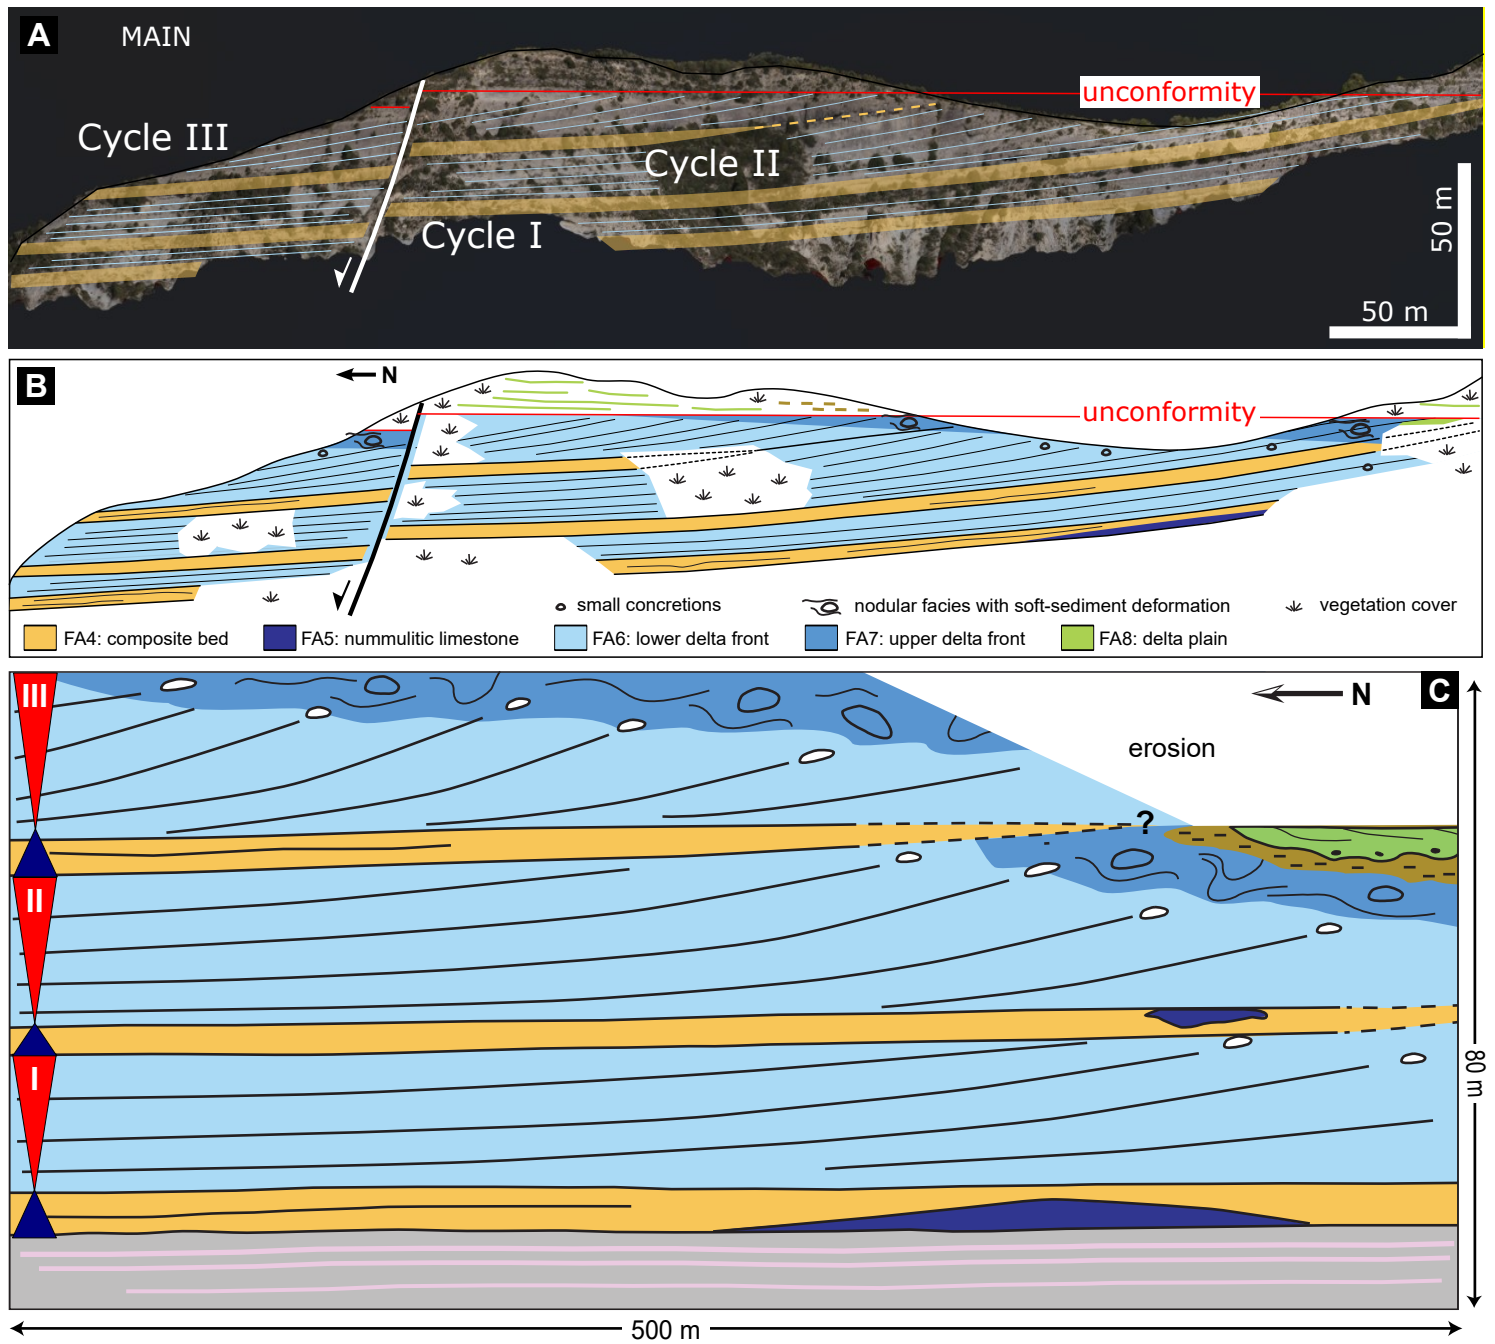 A
MAIN
unconformity
Cycle III
Cycle II
Cycle I
50 m
50 m
B
N
unconformity
small concretions
nodular facies with soft-sediment deformation
vegetation cover
FA4: composite bed
FA5: nummulitic limestone
FA6: lower delta front
FA7: upper delta front
FA8: delta plain
C
III
N
erosion
?
II
I
80 m
500 m